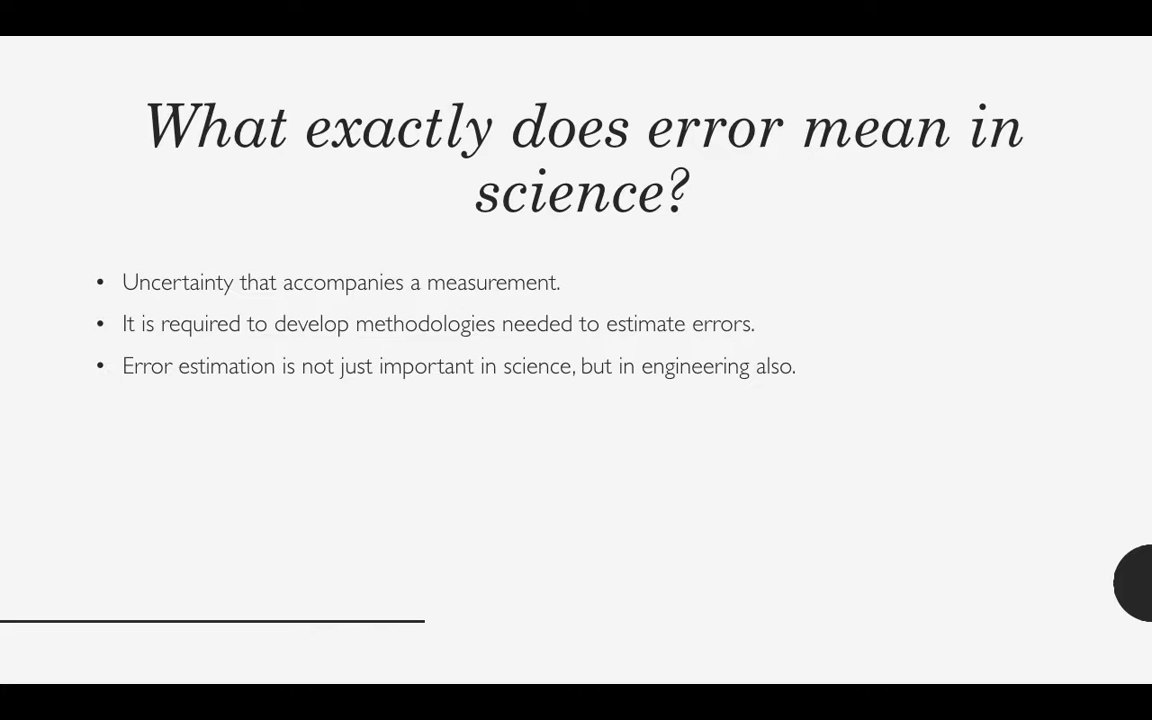 What exactly does error mean in
science?
• Uncertainty that accompanies a measurement.
• It is required to develop methodologies needed to estimate errors.
• Error estimation is not just important in science, but in engineering also.